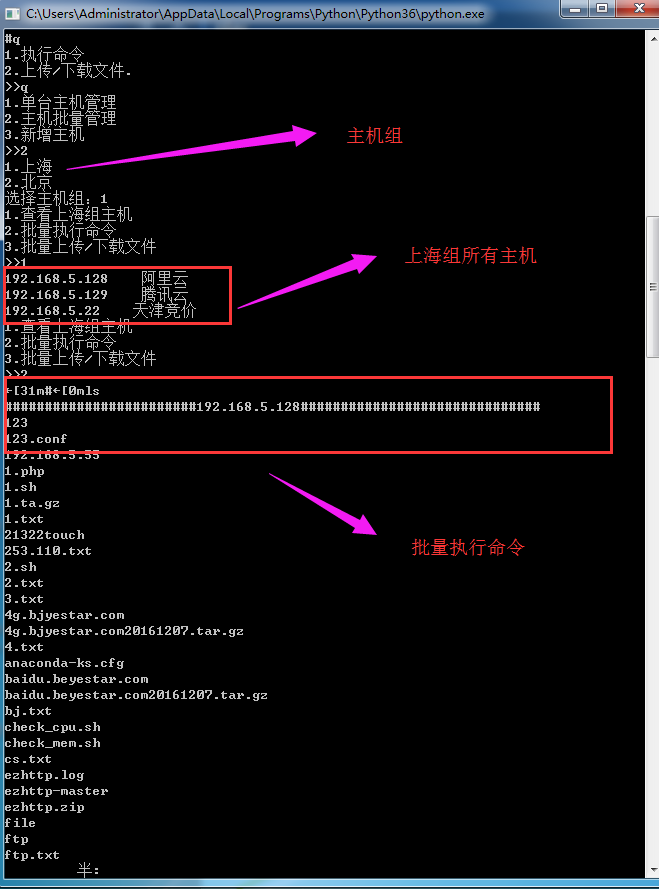 C:\Users\Administrator\AppData\Local\Programs\Python\Python36\python.exe
#q
1.执行命令
2.上传/下载文件.
>>q
1.单台主机管理
2.主机批量管理
3.新增主机
主机组
>>2
1.上海
2.北京
选择主机组：1
1.查看上海组主机
2.批量执行命令
3.批量上传/下载文件
上海组所有主机
>>1
192.168.5.128 阿里云
192.168.5.129 腾讯云
192.168.5.22 天津竞价
1.查看上海组主机
2.批量执行命令
3.批量上传/下载文件
>>2
←[31m#←[0mls
########################192.168.5.128##############################
123
123.conf
192.168.5.55
1.php
1.sh
1.ta.gz
1.txt
21322touch
批量执行命令
253.110.txt
2.sh
2.txt
3.txt
4g.bjyestar.com
4g.bjyestar.com20161207.tar.gz
4.txt
anaconda-ks.cfg
baidu.beyestar.com
baidu.beyestar.com20161207.tar.gz
bj.txt
check_cpu.sh
check_mem.sh
cs.txt
ezhttp.log
ezhttp-master
ezhttp.zip
file
ftp
ftp.txt
半：